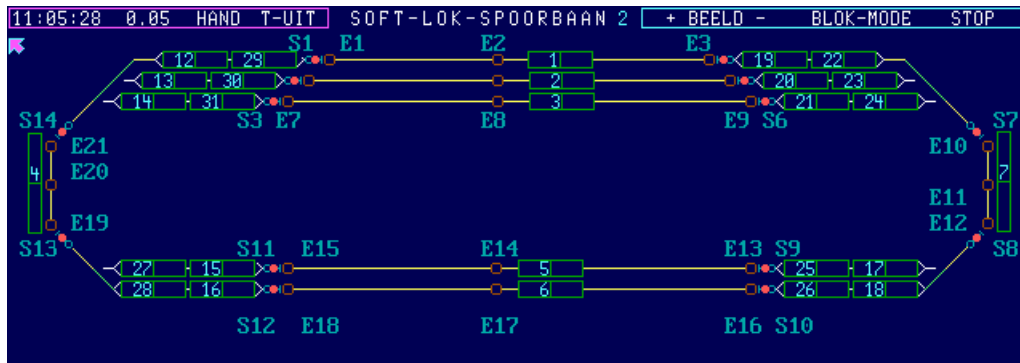 11:05:28 0.05 HAND T-UIT SOFT-LOK-SPOORBAAN 2 + BEELD - BLOK-MODE STOP
S1 E1 E2 E3
12 29 1 19 22
13 30 2 20 23
14 31 3 21 24
S14 S3 E7 E8 E9 S6 S7
E21 E10
4 E20 7
E11
E19 E12
S13 S11 E15 E14 E13 S9 S8
27 15 5 25 17
28 16 6 26 18
S12 E18 E17 E16 S10